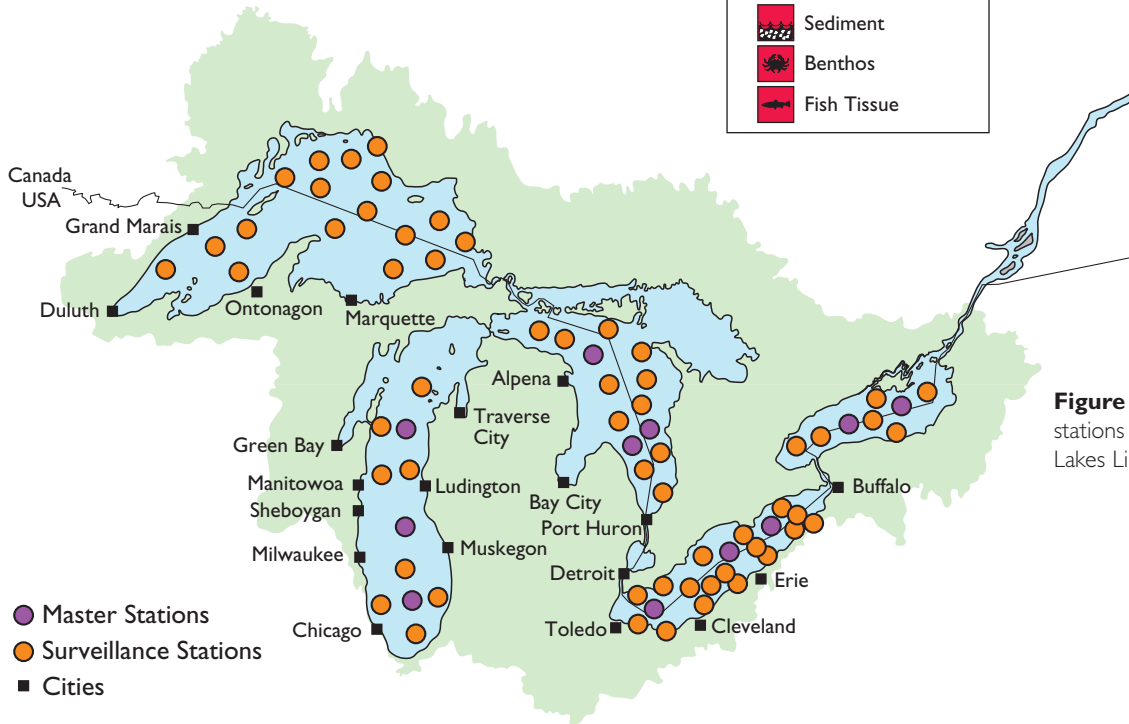 Sediment
Benthos
Fish Tissue
Canada
USA
Grand Marais
Duluth
Ontonagon
Marquette
Alpena
Traverse
City
Green Bay
Manitowoa
Ludington
Sheboygan
Bay City
Port Huron
Buffalo
Milwaukee
Muskegon
Detroit
Erie
Chicago
Toledo
Cleveland
Master Stations
Surveillance Stations
Cities
Figure
stations
Lakes Li